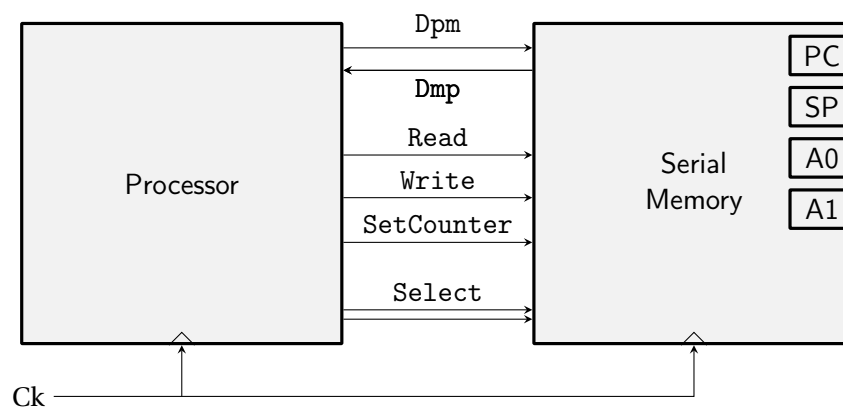 Dpm
Dmp
Read
Write
SetCounter
Select
Processor
Serial
Memory
PC
SP
A0
A1
Ck